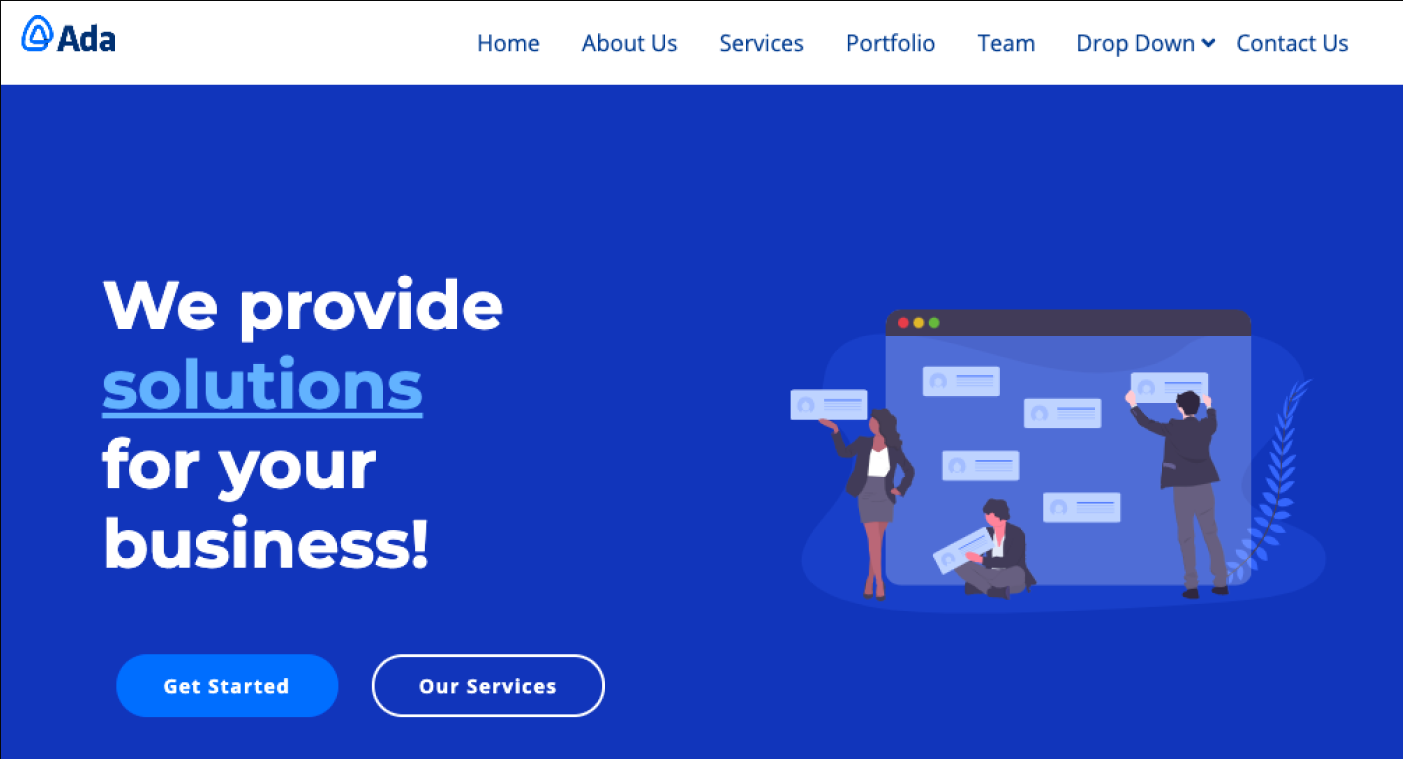 Ada
Home About Us Services Portfolio Team Drop Down Contact Us
We provide
solutions
for your
business!
Get Started Our Services